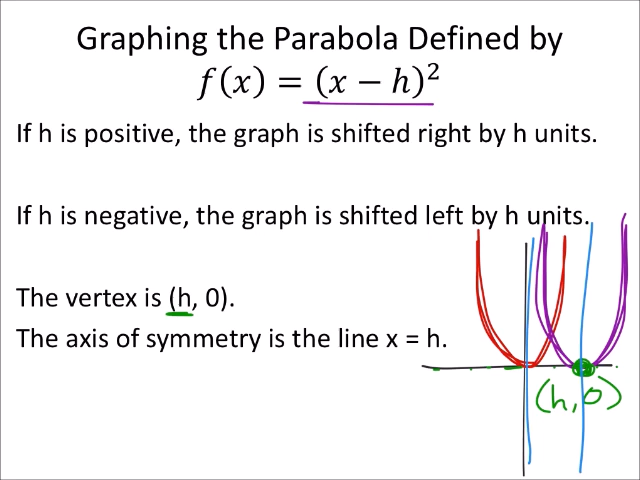 Graphing the Parabola Defined by
𝑓(𝑥) = (𝑥 − ℎ)²
If h is positive, the graph is shifted right by h units.
If h is negative, the graph is shifted left by h units.
The vertex is (h, 0).
The axis of symmetry is the line x = h.
(h, 0)